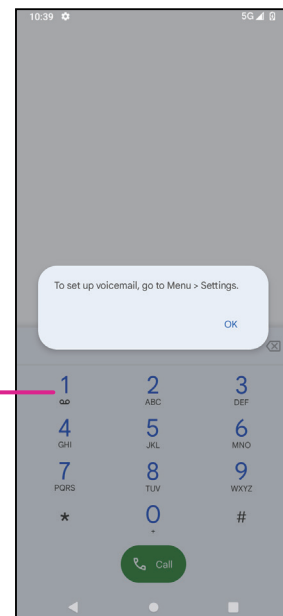 10:39 5G
To set up voicemail, go to Menu > Settings.
OK
1 2 3
ABC DEF
4 5 6
GHI JKL MNO
7 8 9
PQRS TUV WXYZ
* 0 #
+
Call